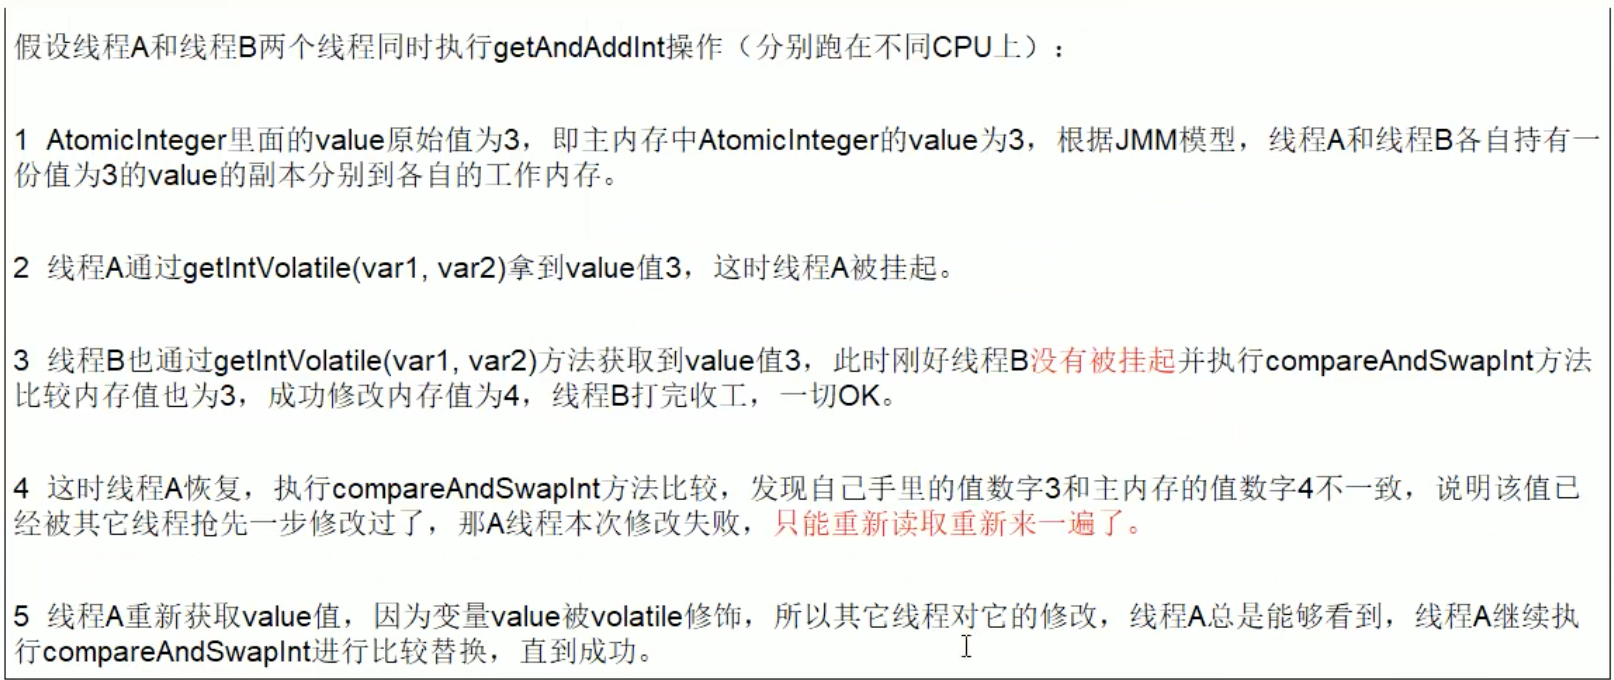 假设线程A和线程B两个线程同时执行getAndAddInt操作（分别跑在不同CPU上）：
1 AtomicInteger里面的value原始值为3，即主内存中AtomicInteger的value为3，根据JMM模型，线程A和线程B各自持有一
份值为3的value的副本分别到各自的工作内存。
2 线程A通过getIntVolatile(var1, var2)拿到value值3，这时线程A被挂起。
3 线程B也通过getIntVolatile(var1, var2)方法获取到value值3，此时刚好线程B没有被挂起并执行compareAndSwapInt方法
比较内存值也为3，成功修改内存值为4，线程B打完收工，一切OK。
4 这时线程A恢复，执行compareAndSwapInt方法比较，发现自己手里的值数字3和主内存的值数字4不一致，说明该值已
经被其它线程抢先一步修改过了，那A线程本次修改失败，只能重新读取重新来一遍了。
5 线程A重新获取value值，因为变量value被volatile修饰，所以其它线程对它的修改，线程A总是能够看到，线程A继续执
行compareAndSwapInt进行比较替换，直到成功。